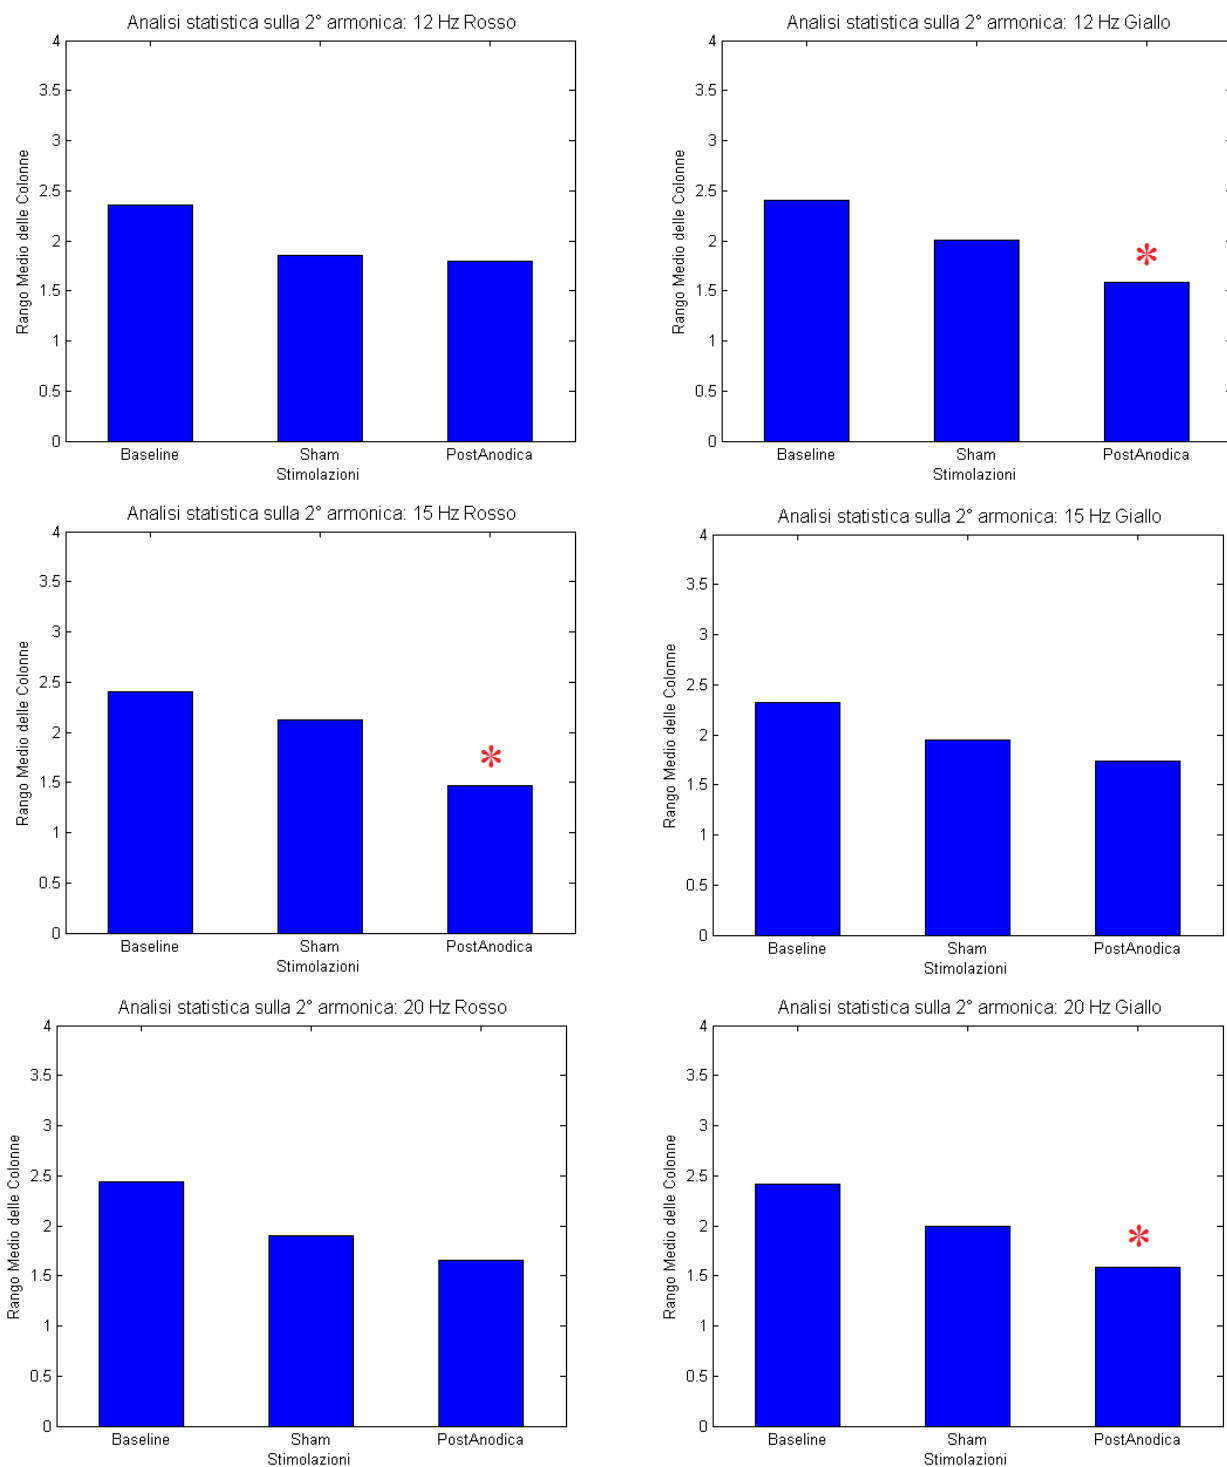 Analisi statistica sulla 2° armonica: 12 Hz Rosso
4
3.5
3
2.5
2
1.5
1
0.5
0
Rango Medio delle Colonne
Baseline Sham PostAnodica
Stimolazioni
Analisi statistica sulla 2° armonica: 12 Hz Giallo
4
3.5
3
2.5
2
1.5
1
0.5
0
Rango Medio delle Colonne
*
Baseline Sham PostAnodica
Stimolazioni
Analisi statistica sulla 2° armonica: 15 Hz Rosso
4
3.5
3
2.5
2
1.5
1
0.5
0
Rango Medio delle Colonne
*
Baseline Sham PostAnodica
Stimolazioni
Analisi statistica sulla 2° armonica: 15 Hz Giallo
4
3.5
3
2.5
2
1.5
1
0.5
0
Rango Medio delle Colonne
Baseline Sham PostAnodica
Stimolazioni
Analisi statistica sulla 2° armonica: 20 Hz Rosso
4
3.5
3
2.5
2
1.5
1
0.5
0
Rango Medio delle Colonne
Baseline Sham PostAnodica
Stimolazioni
Analisi statistica sulla 2° armonica: 20 Hz Giallo
4
3.5
3
2.5
2
1.5
1
0.5
0
Rango Medio delle Colonne
*
Baseline Sham PostAnodica
Stimolazioni